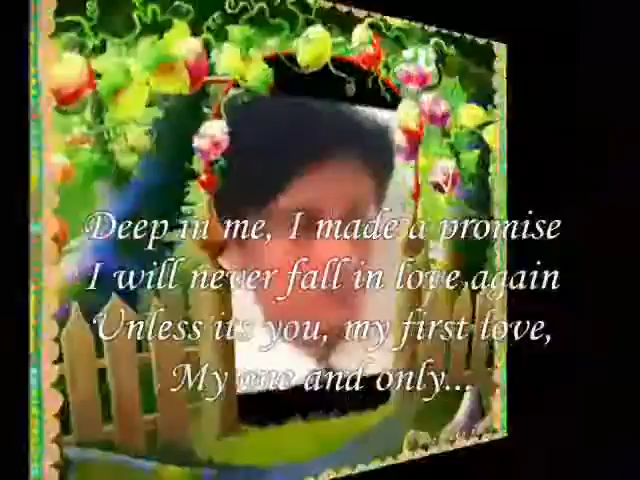 Deep in me, I made a promise
I will never fall in love again
Unless its you, my first love,
My one and only...